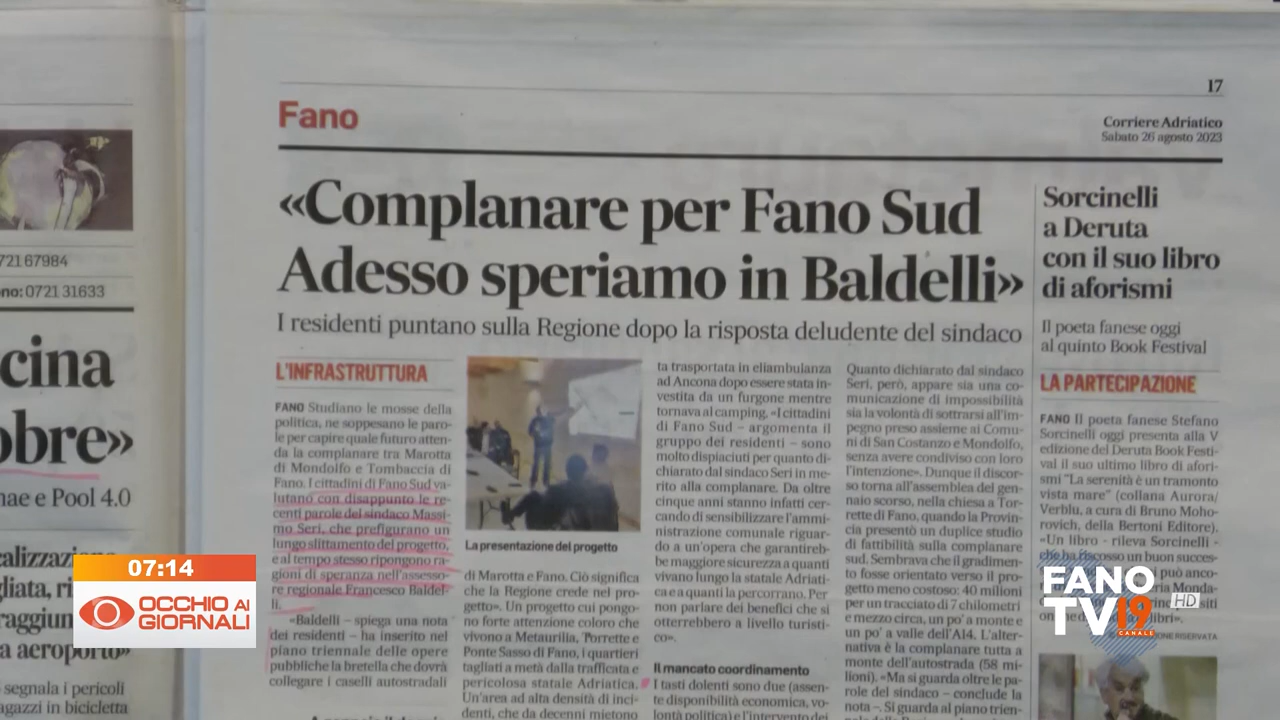 721 67984
no: 0721 31633
cina
obre»
nae e Pool 4.0
segnala i pericoli
agazzi in bicicletta
17
Fano
Corriere Adriatico
Sabato 26 agosto 2023
«Complanare per Fano Sud
Adesso speriamo in Baldelli»
I residenti puntano sulla Regione dopo la risposta deludente del sindaco
L'INFRASTRUTTURA
FANO Studiano le mosse della
politica, ne soppesano le paro-
le per capire quale futuro atten-
da la complanare tra Marotta
di Mondolfo e Tombaccia di
Fano. I cittadini di Fano Sud va-
lutano con disappunto le re-
centi parole del sindaco Massi-
mo Seri, che prefigurano un
lungo slittamento del progetto,
e al tempo stesso ripongono ra-
gioni di speranza nell'assesso-
re regionale Francesco Baldel-
li.
«Baldelli – spiega una nota
dei residenti – ha inserito nel
piano triennale delle opere
pubbliche la bretella che dovrà
collegare i caselli autostradali
La presentazione del progetto
di Marotta e Fano. Ciò significa
che la Regione crede nel pro-
getto». Un progetto cui pongo-
no forte attenzione coloro che
vivono a Metaurilia, Torrette e
Ponte Sasso di Fano, i quartieri
tagliati a metà dalla trafficata e
pericolosa statale Adriatica.
Un'area ad alta densità di inci-
denti, che da decenni mietono
ta trasportata in eliambulanza
ad Ancona dopo essere stata in-
vestita da un furgone mentre
tornava al camping. «I cittadini
di Fano Sud – argomenta il
gruppo dei residenti – sono
molto dispiaciuti per quanto di-
chiarato dal sindaco Seri in me-
rito alla complanare. Da oltre
cinque anni stanno infatti cer-
cando di sensibilizzare l'ammi-
nistrazione comunale riguar-
do a un'opera che garantireb-
be maggiore sicurezza a quanti
vivono lungo la statale Adriati-
ca e a quanti la percorrano. Per
non parlare dei benefici che si
otterrebbero a livello turisti-
co».
Il mancato coordinamento
I tasti dolenti sono due (assen-
te disponibilità economica, vo-
lontà politica) e l'intervento dei
Quanto dichiarato dal sindaco
Seri, però, appare sia una co-
municazione di impossibilità
sia la volontà di sottrarsi all'im-
pegno preso assieme ai Comu-
ni di San Costanzo e Mondolfo,
senza avere condiviso con loro
l'intenzione». Dunque il discor-
so torna all'assemblea del gen-
naio scorso, nella chiesa a Tor-
rette di Fano, quando la Provin-
cia presentò un duplice studio
di fattibilità sulla complanare
sud. Sembrava che il gradimen-
to fosse orientato verso il pro-
getto meno costoso: 40 milioni
per un tracciato di 7 chilometri
e mezzo circa, un po' a monte e
un po' a valle dell'A14. L'alter-
nativa è la complanare tutta a
monte dell'autostrada (58 mi-
lioni). «Ma si guarda oltre le pa-
role del sindaco – conclude la
nota –. Si guarda al piano trien-
Sorcinelli
a Deruta
con il suo libro
di aforismi
Il poeta fanese oggi
al quinto Book Festival
LA PARTECIPAZIONE
FANO Il poeta fanese Stefano
Sorcinelli oggi presenta alla V
edizione del Deruta Book Festi-
val il suo ultimo libro di afori-
smi "La serenità è un tramonto
vista mare" (collana Aurora/
Verblu, a cura di Bruno Moho-
rovich, della Bertoni Editore).
«Un libro - rileva Sorcinelli -
che ha riscosso un buon succes-
può anco-
07:14
OCCHIO AI
GIORNALI
FANO
TV19
CANALE
HD